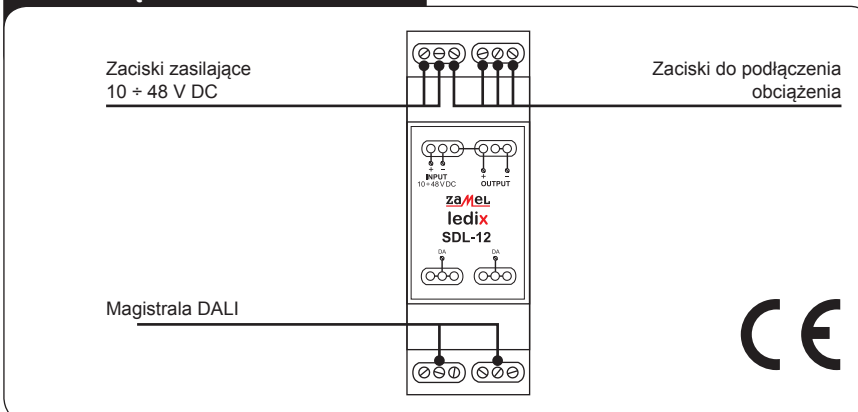 Zaciski zasilające
10 ÷ 48 V DC
Zaciski do podłączenia
obciążenia
+ -
INPUT
10÷48 V DC
+ -
OUTPUT
ZAMEL
ledix
SDL-12
DA DA
Magistrala DALI
CE